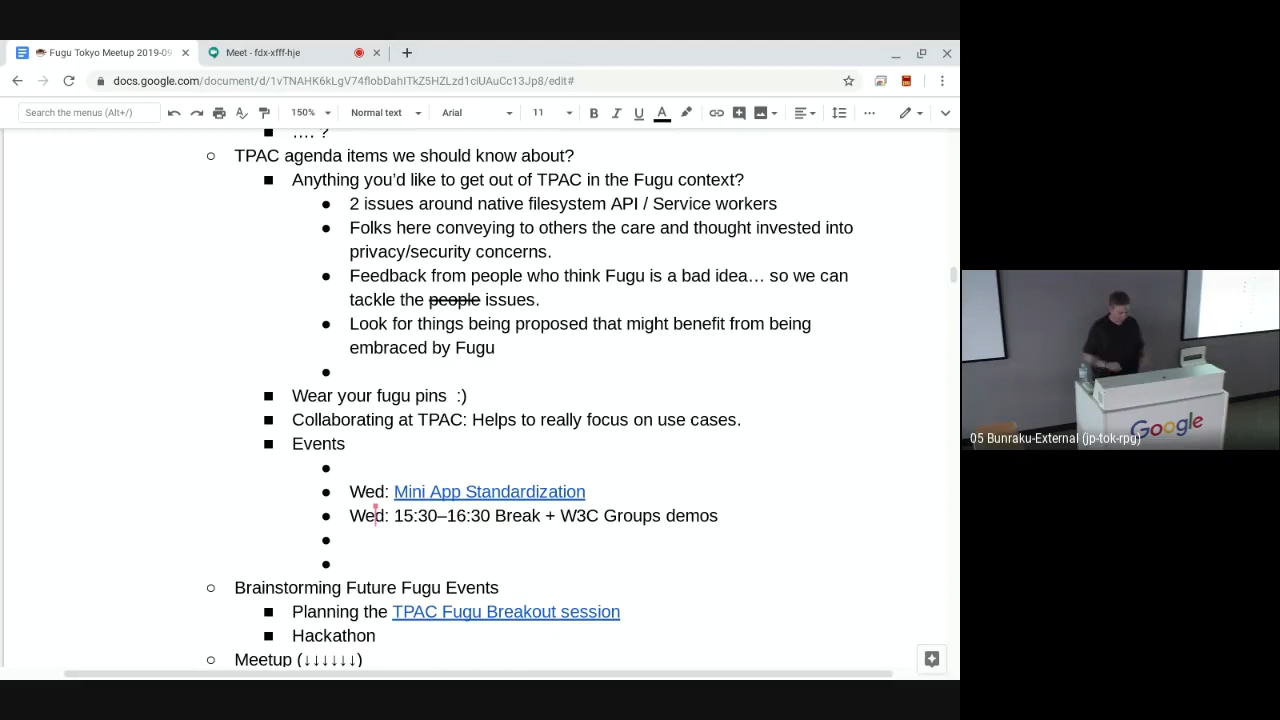 Fugu Tokyo Meetup 2019-09
Meet - fdx-xfff-hje
docs.google.com/document/d/1vTNAHK6kLgV74flobDahITkZ5HZLzd1ciUAuCc13Jp8/edit#
Search the menus (Alt+/)
150%
Normal text
Arial
11
B I U A
…. ?
TPAC agenda items we should know about?
Anything you’d like to get out of TPAC in the Fugu context?
2 issues around native filesystem API / Service workers
Folks here conveying to others the care and thought invested into
privacy/security concerns.
Feedback from people who think Fugu is a bad idea… so we can
tackle the people issues.
Look for things being proposed that might benefit from being
embraced by Fugu
Wear your fugu pins :)
Collaborating at TPAC: Helps to really focus on use cases.
Events
Wed: Mini App Standardization
Wed: 15:30–16:30 Break + W3C Groups demos
Brainstorming Future Fugu Events
Planning the TPAC Fugu Breakout session
Hackathon
Meetup (↓↓↓↓↓↓)
Google
05 Bunraku-External (jp-tok-rpg)